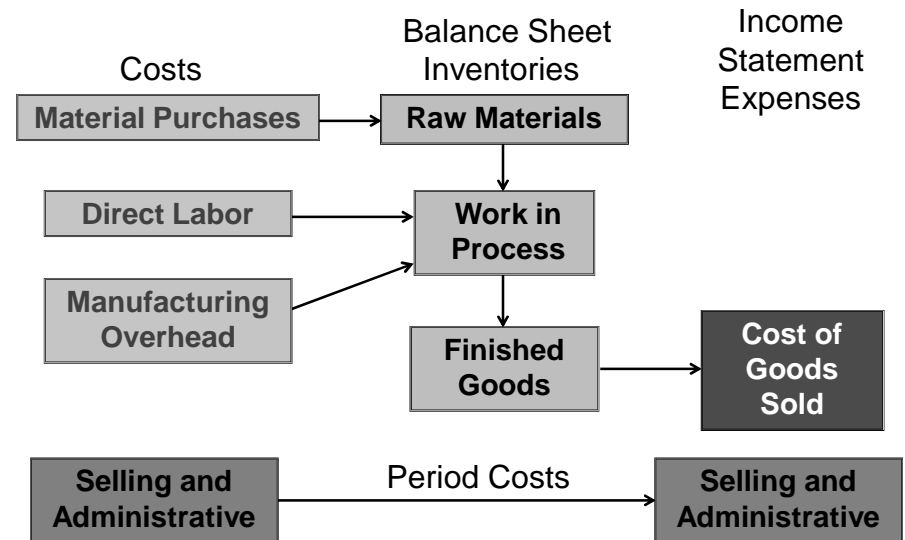 Costs
Balance Sheet
Inventories
Income
Statement
Expenses
Material Purchases
Raw Materials
Direct Labor
Work in
Process
Manufacturing
Overhead
Finished
Goods
Cost of
Goods
Sold
Selling and
Administrative
Period Costs
Selling and
Administrative